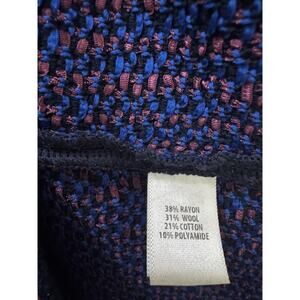 38% RAYON
31% WOOL
21% COTTON
10% POLYAMIDE